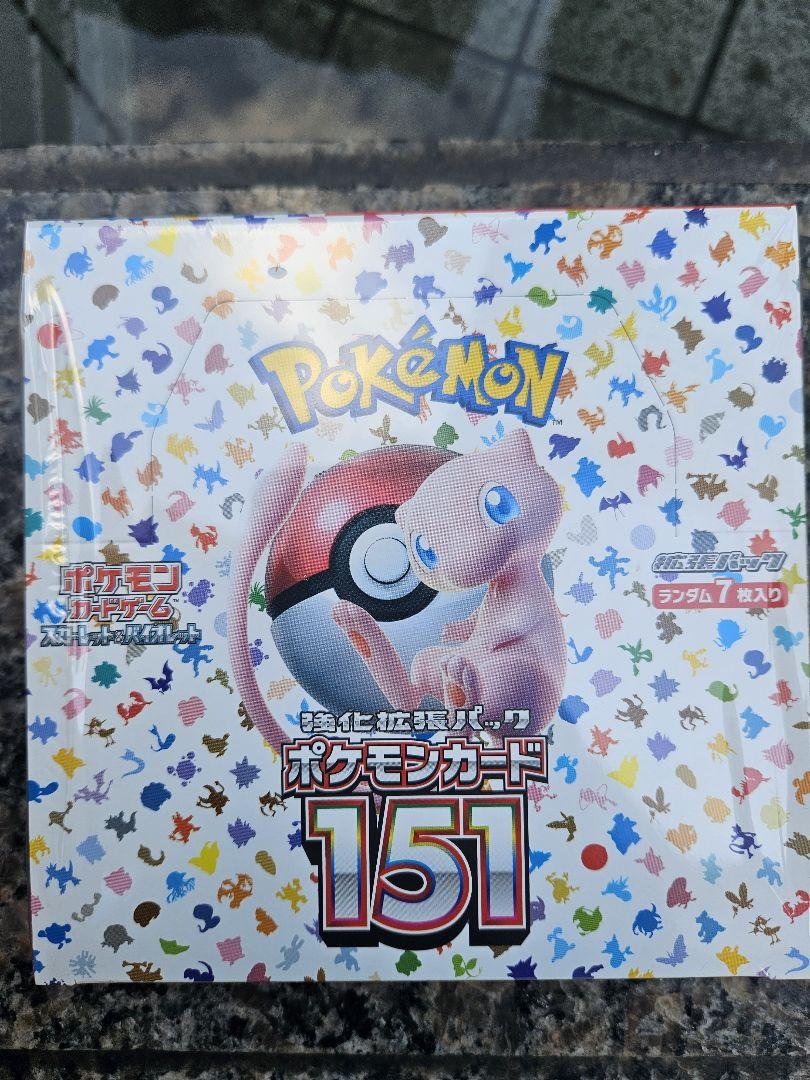 POKéMON
TM
ポケモン
カードゲーム
スカーレット&バイオレット
拡張パック
ランダム7枚入り
強化拡張パック
ポケモンカード
151